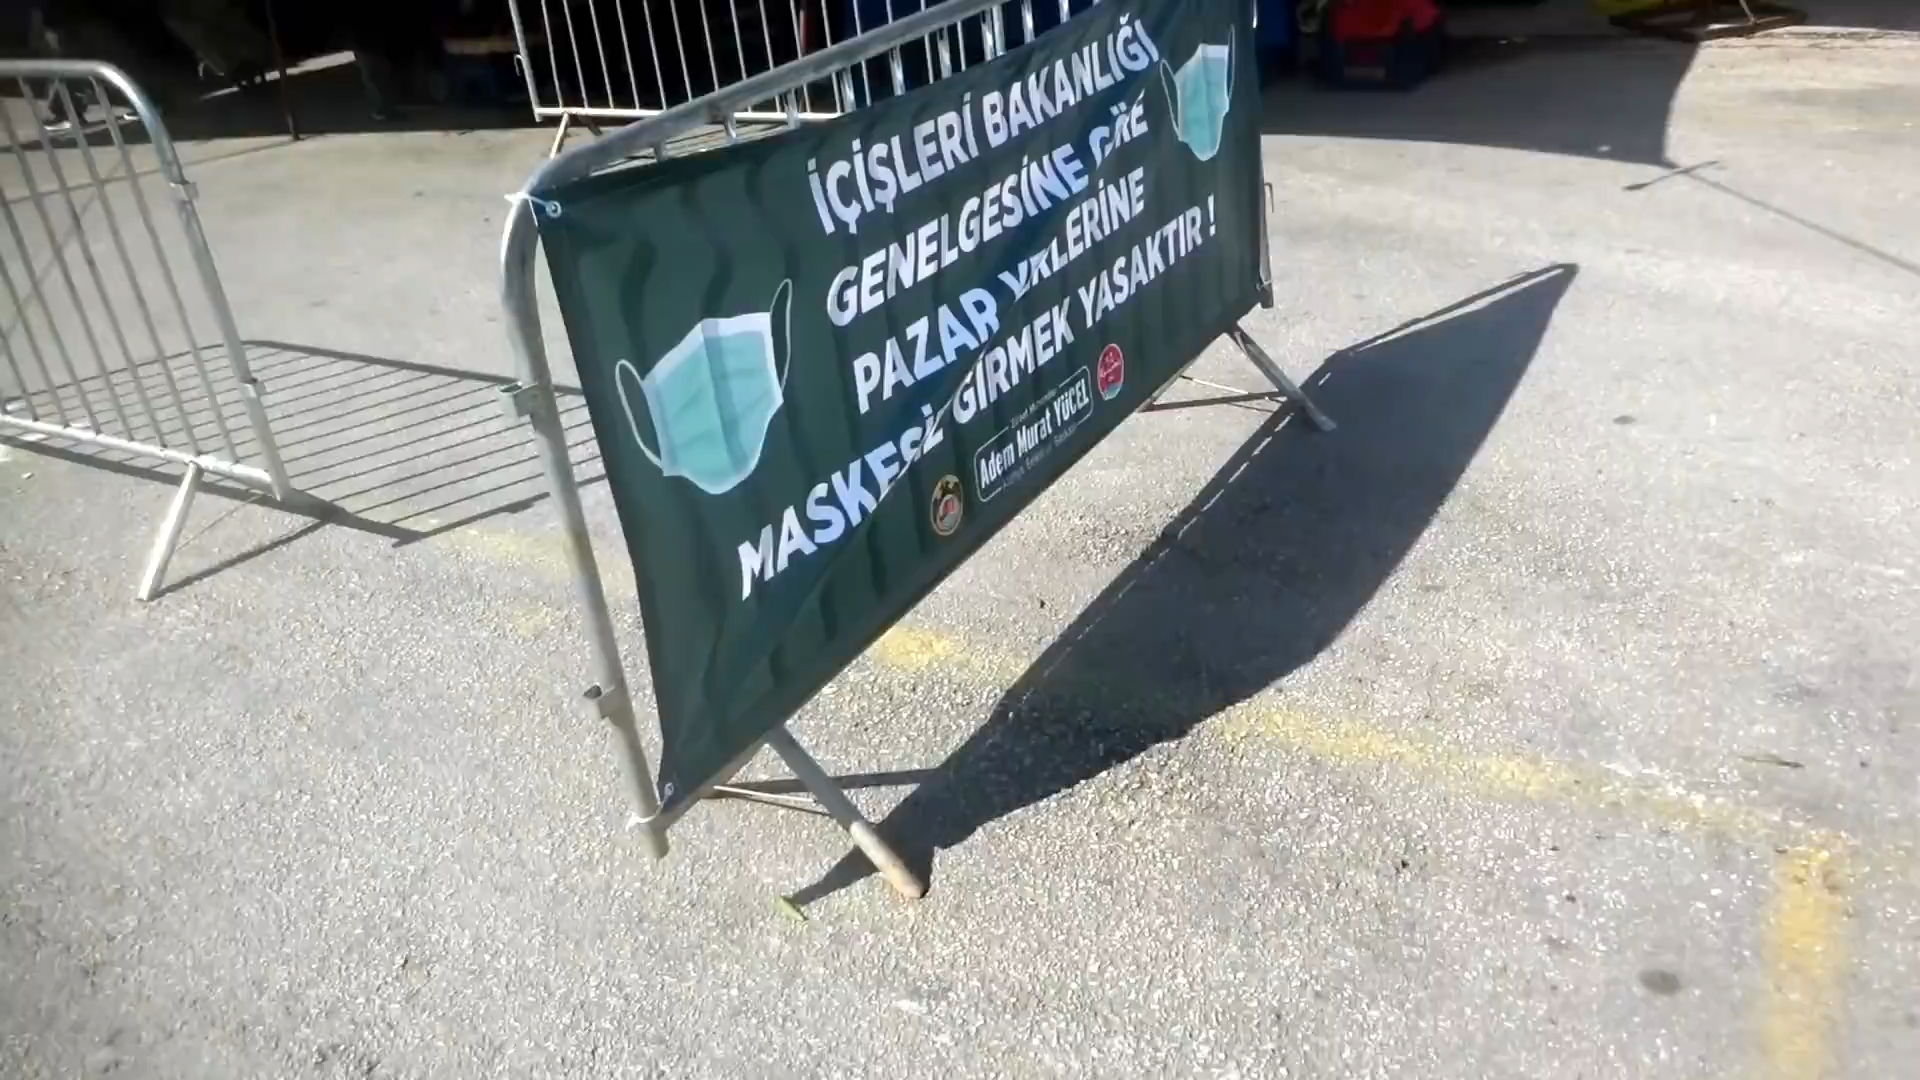 İÇİŞLERİ BAKANLIĞI
GENELGESİNE GÖRE
PAZAR YERLERİNE
MASKESİZ GİRMEK YASAKTIR !
Adem Murat YÜCEL